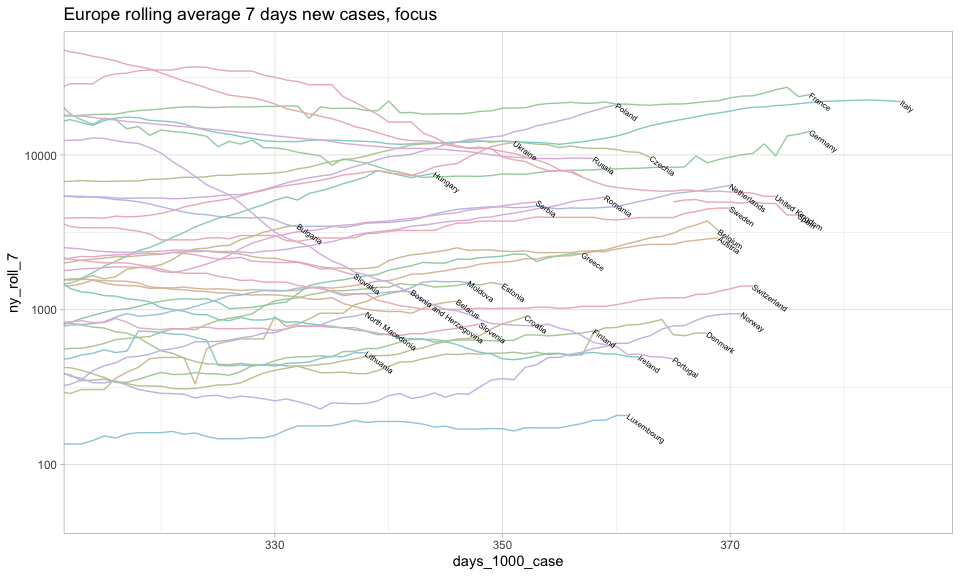 Europe rolling average 7 days new cases, focus
ny_roll_7
10000
1000
100
330
350
370
days_1000_case
France
Italy
Poland
Germany
Ukraine
Russia
Czechia
Hungary
Netherlands
Romania
United Kingdom
Spain
Serbia
Sweden
Bulgaria
Belgium
Austria
Greece
Slovakia
Moldova
Estonia
Switzerland
Bosnia and Herzegovina
Belarus
North Macedonia
Croatia
Norway
Slovenia
Finland
Denmark
Lithuania
Ireland
Portugal
Luxembourg